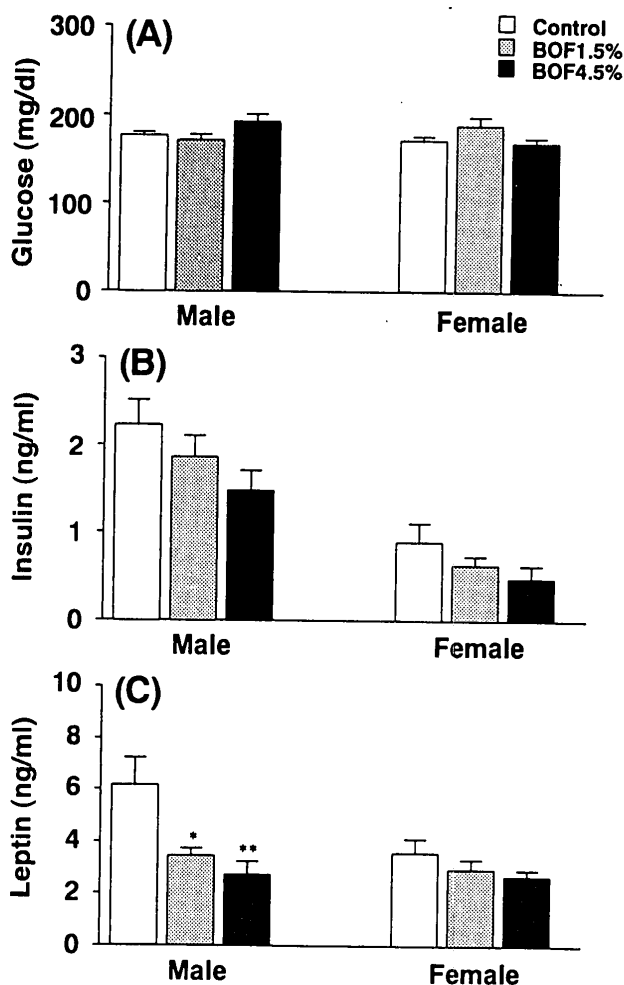 (A)
Control
BOF1.5%
BOF4.5%
Glucose (mg/dl)
300
200
100
0
Male Female
(B)
Insulin (ng/ml)
3
2
1
0
Male Female
(C)
Leptin (ng/ml)
10
8
6
4
2
0
* **
Male Female